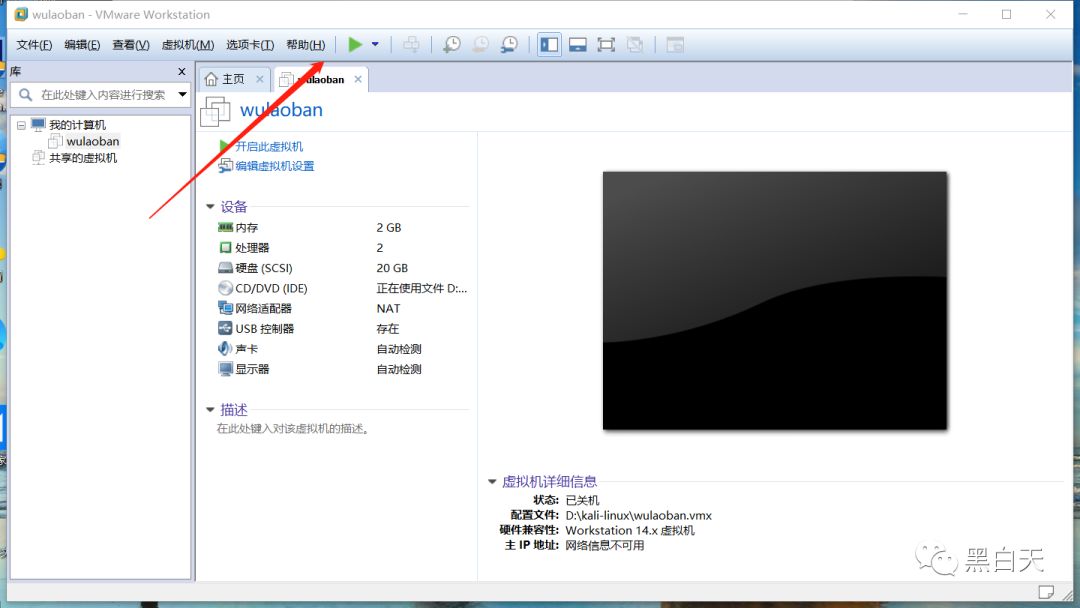 wulaoban - VMware Workstation
文件(F) 编辑(E) 查看(V) 虚拟机(M) 选项卡(T) 帮助(H)
库
在此处键入内容进行搜索
我的计算机
wulaoban
共享的虚拟机
主页
wulaoban
wulaoban
开启此虚拟机
编辑虚拟机设置
设备
内存 2 GB
处理器 2
硬盘 (SCSI) 20 GB
CD/DVD (IDE) 正在使用文件 D:...
网络适配器 NAT
USB 控制器 存在
声卡 自动检测
显示器 自动检测
描述
在此处键入对该虚拟机的描述。
虚拟机详细信息
状态: 已关机
配置文件: D:\kali-linux\wulaoban.vmx
硬件兼容性: Workstation 14.x 虚拟机
主 IP 地址: 网络信息不可用
黑白天